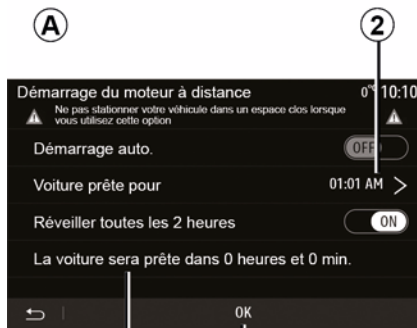 A
2
Démarrage du moteur à distance
0°C 10:10
Ne pas stationner votre véhicule dans un espace clos lorsque
vous utilisez cette option
Démarrage auto.
OFF
Voiture prête pour
01:01 AM >
Réveiller toutes les 2 heures
ON
La voiture sera prête dans 0 heures et 0 min.
OK